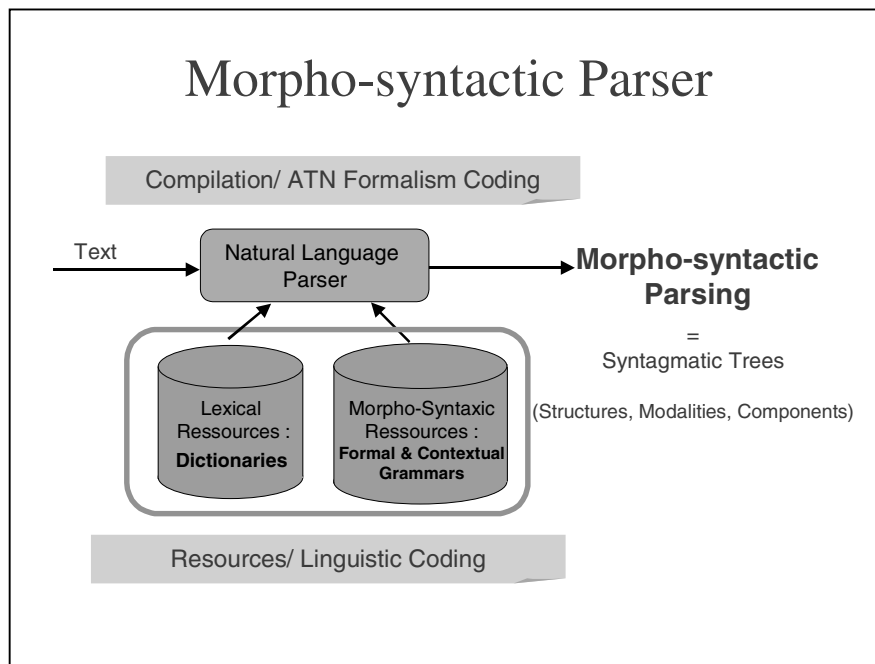 Morpho-syntactic Parser
Compilation/ ATN Formalism Coding
Text
Natural Language
Parser
Morpho-syntactic
Parsing
=
Syntagmatic Trees
(Structures, Modalities, Components)
Lexical
Ressources :
Dictionaries
Morpho-Syntaxic
Ressources :
Formal & Contextual
Grammars
Resources/ Linguistic Coding